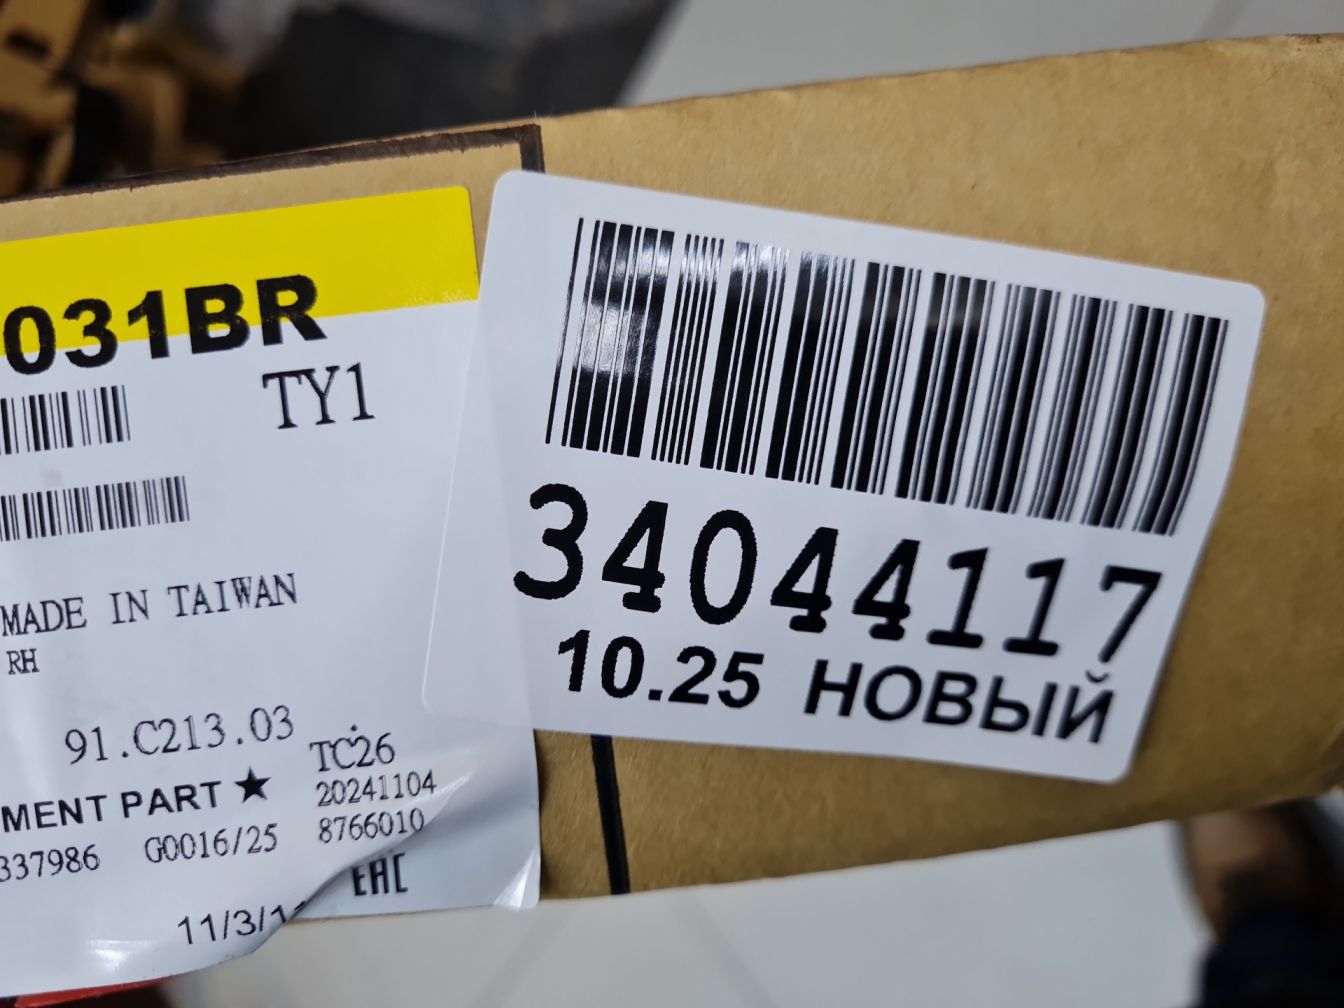 031BR
TY1
MADE IN TAIWAN
RH
91.C213.03
TC26
MENT PART ★
20241104
337986 G0016/25
8766010
EAC
11/3/1
34044117
10.25 НОВЫЙ